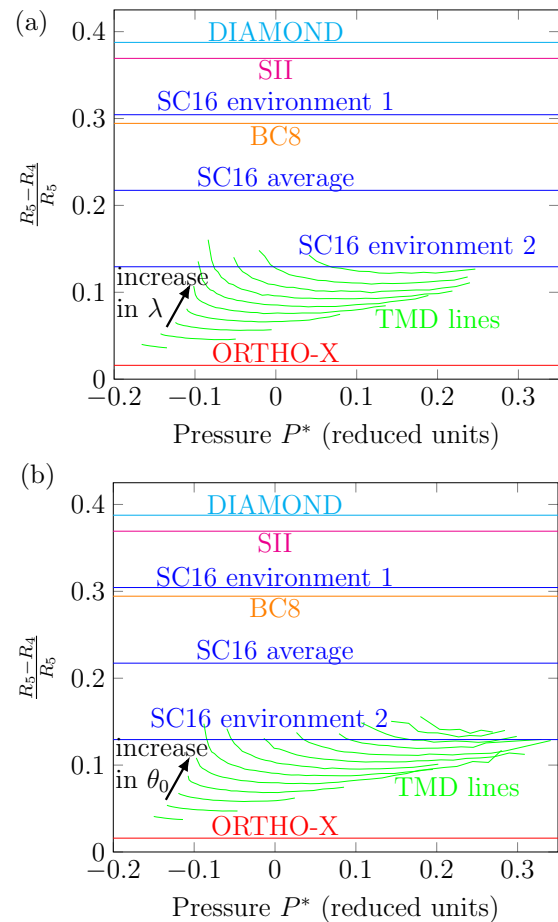 (a)
0.4
DIAMOND
SII
0.3
SC16 environment 1
BC8
R5−R4
R5
0.2
SC16 average
SC16 environment 2
0.1
increase
in λ
TMD lines
ORTHO-X
0
−0.2 −0.1 0 0.1 0.2 0.3
Pressure P* (reduced units)
(b)
0.4
DIAMOND
SII
0.3
SC16 environment 1
BC8
R5−R4
R5
0.2
SC16 average
SC16 environment 2
0.1
increase
in θ0
TMD lines
ORTHO-X
0
−0.2 −0.1 0 0.1 0.2 0.3
Pressure P* (reduced units)